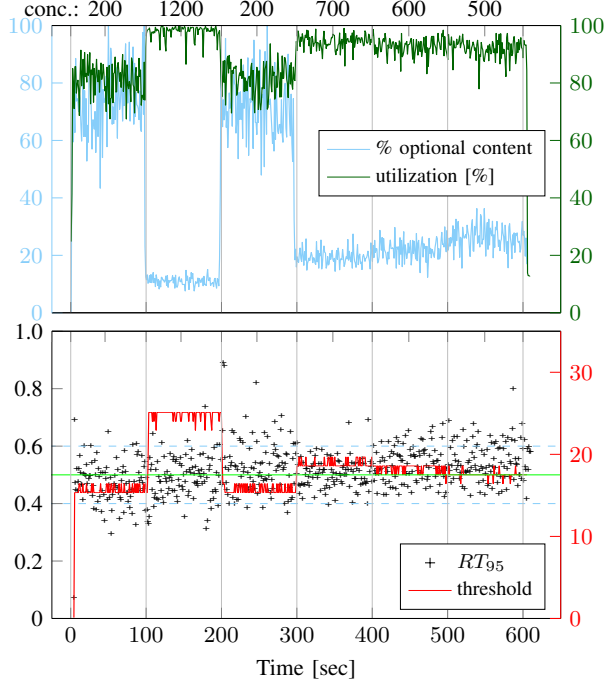 conc.: 200 1200 200 700 600 500
100 100
80 80
60 60
40 40
20 20
0 0
% optional content
utilization [%]
1.0
0.8 30
0.6 20
0.4
0.2 10
0 0
RT95
threshold
0 100 200 300 400 500 600
Time [sec]